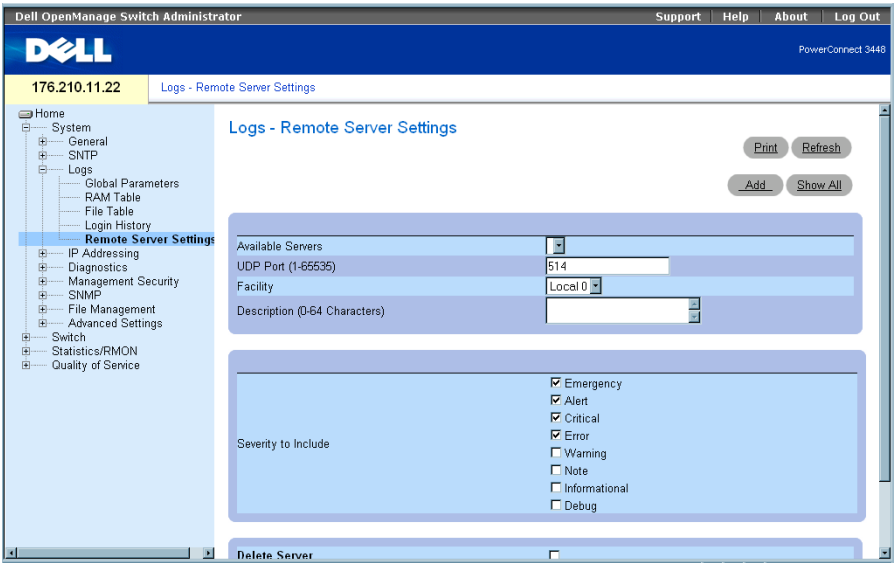 Dell OpenManage Switch Administrator
Support Help About Log Out
DELL
PowerConnect 3448
176.210.11.22
Logs - Remote Server Settings
Home
System
General
SNTP
Logs
Global Parameters
RAM Table
File Table
Login History
Remote Server Settings
IP Addressing
Diagnostics
Management Security
SNMP
File Management
Advanced Settings
Switch
Statistics/RMON
Quality of Service
Logs - Remote Server Settings
Print Refresh
Add Show All
Available Servers
UDP Port (1-65535) 514
Facility Local 0
Description (0-64 Characters)
Severity to Include
Emergency
Alert
Critical
Error
Warning
Note
Informational
Debug
Delete Server